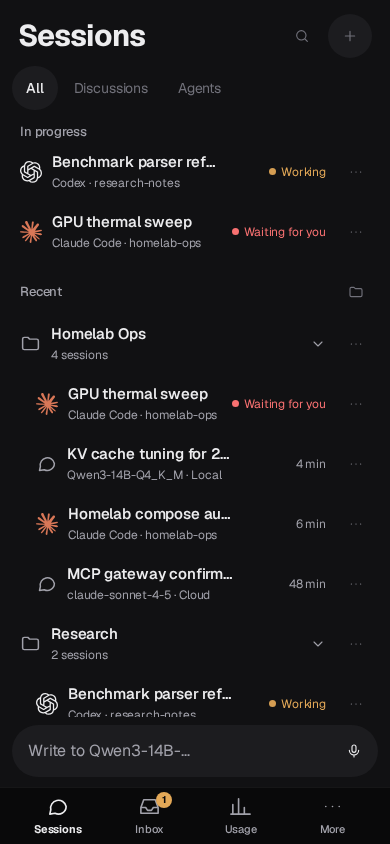 Sessions
All Discussions Agents
In progress
Benchmark parser ref...
Codex · research-notes
Working
GPU thermal sweep
Claude Code · homelab-ops
Waiting for you
Recent
Homelab Ops
4 sessions
GPU thermal sweep
Claude Code · homelab-ops
Waiting for you
KV cache tuning for 2...
Qwen3-14B-Q4_K_M · Local
4 min
Homelab compose au...
Claude Code · homelab-ops
6 min
MCP gateway confirm...
claude-sonnet-4-5 · Cloud
48 min
Research
2 sessions
Benchmark parser ref...
Codex · research-notes
Working
Write to Qwen3-14B-...
1
Sessions Inbox Usage More